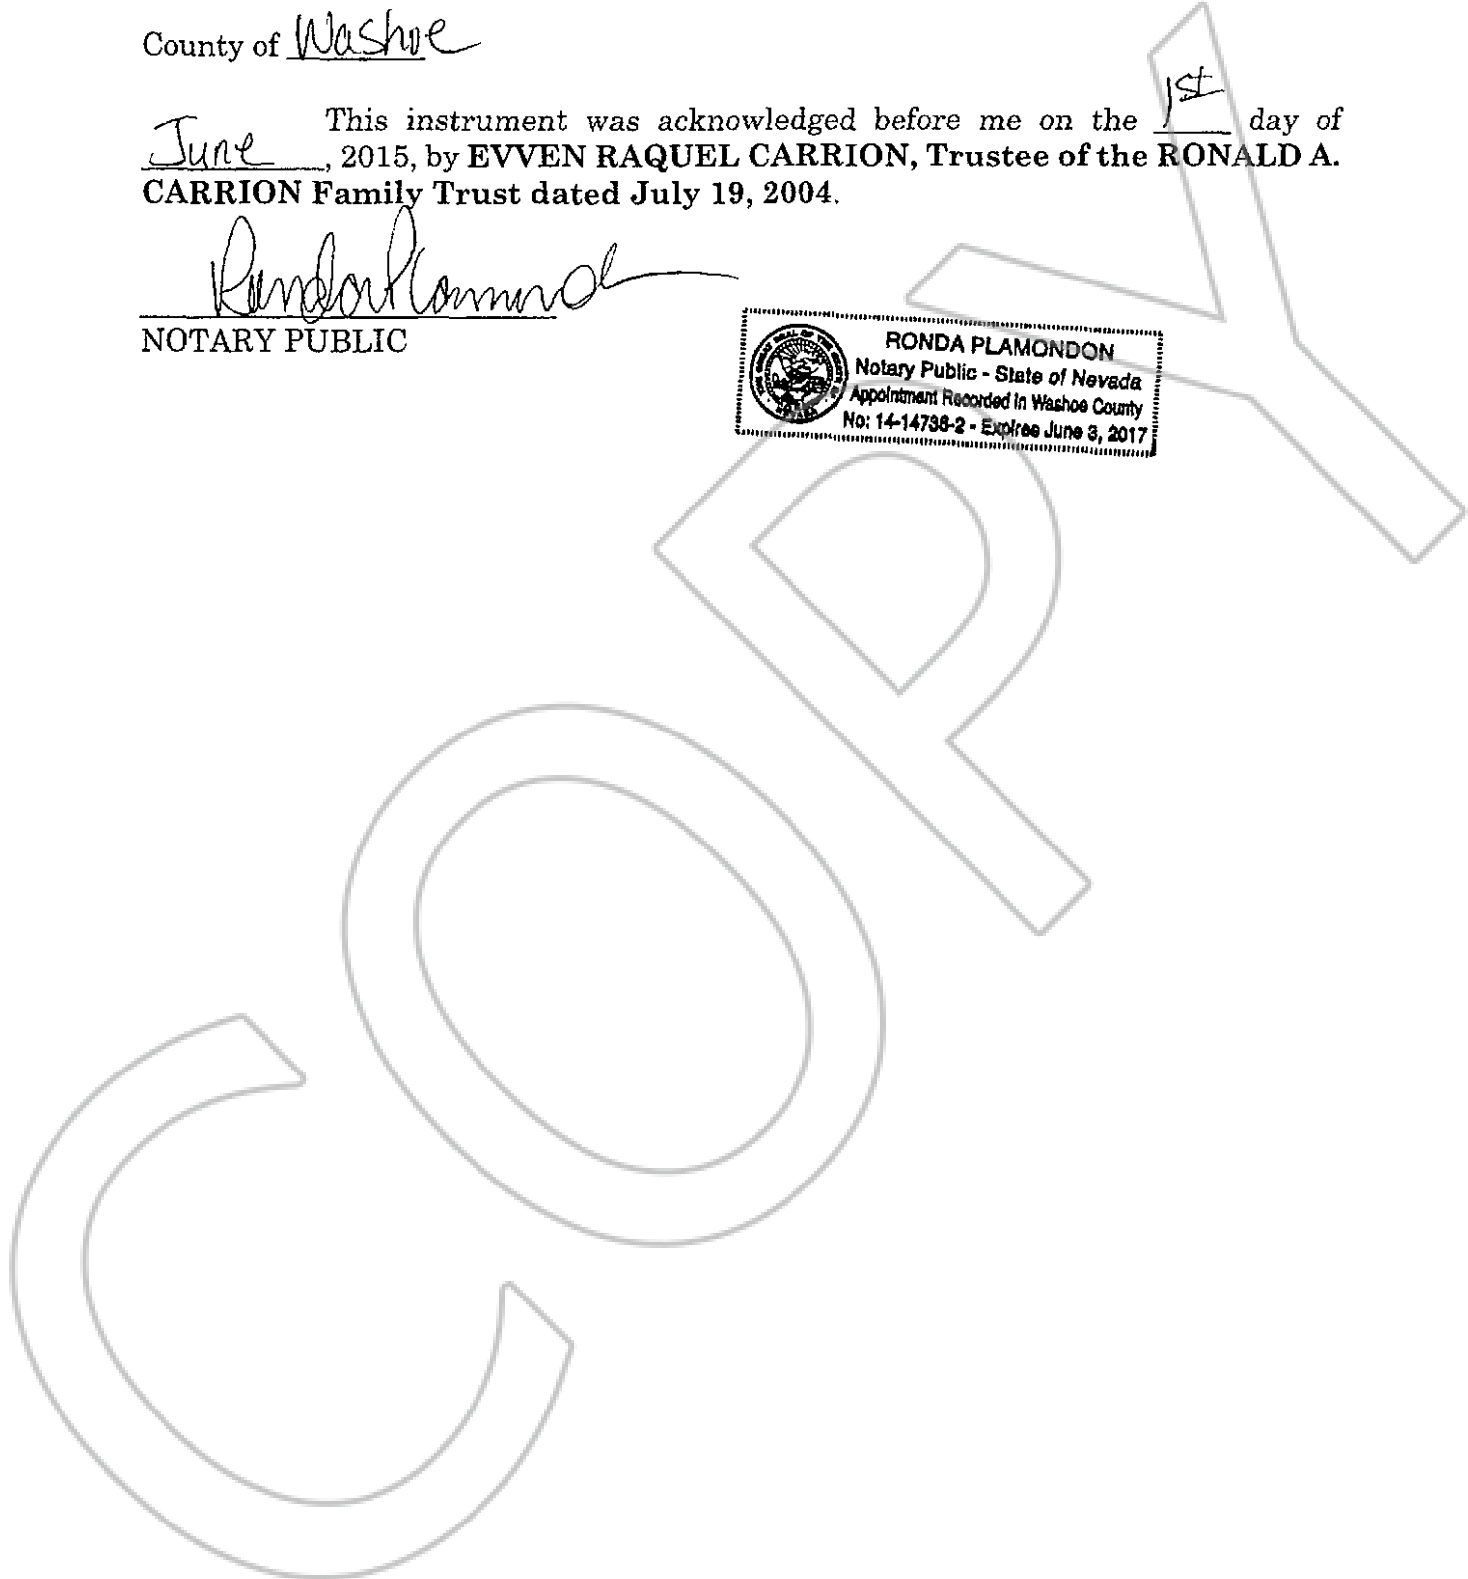 County of Washoe
1st
This instrument was acknowledged before me on the day of
June, 2015, by EVVEN RAQUEL CARRION, Trustee of the RONALD A.
CARRION Family Trust dated July 19, 2004.
Ronda Plamondon
NOTARY PUBLIC
RONDA PLAMONDON
Notary Public - State of Nevada
Appointment Recorded in Washoe County
No: 14-14738-2 - Expires June 3, 2017
COPY